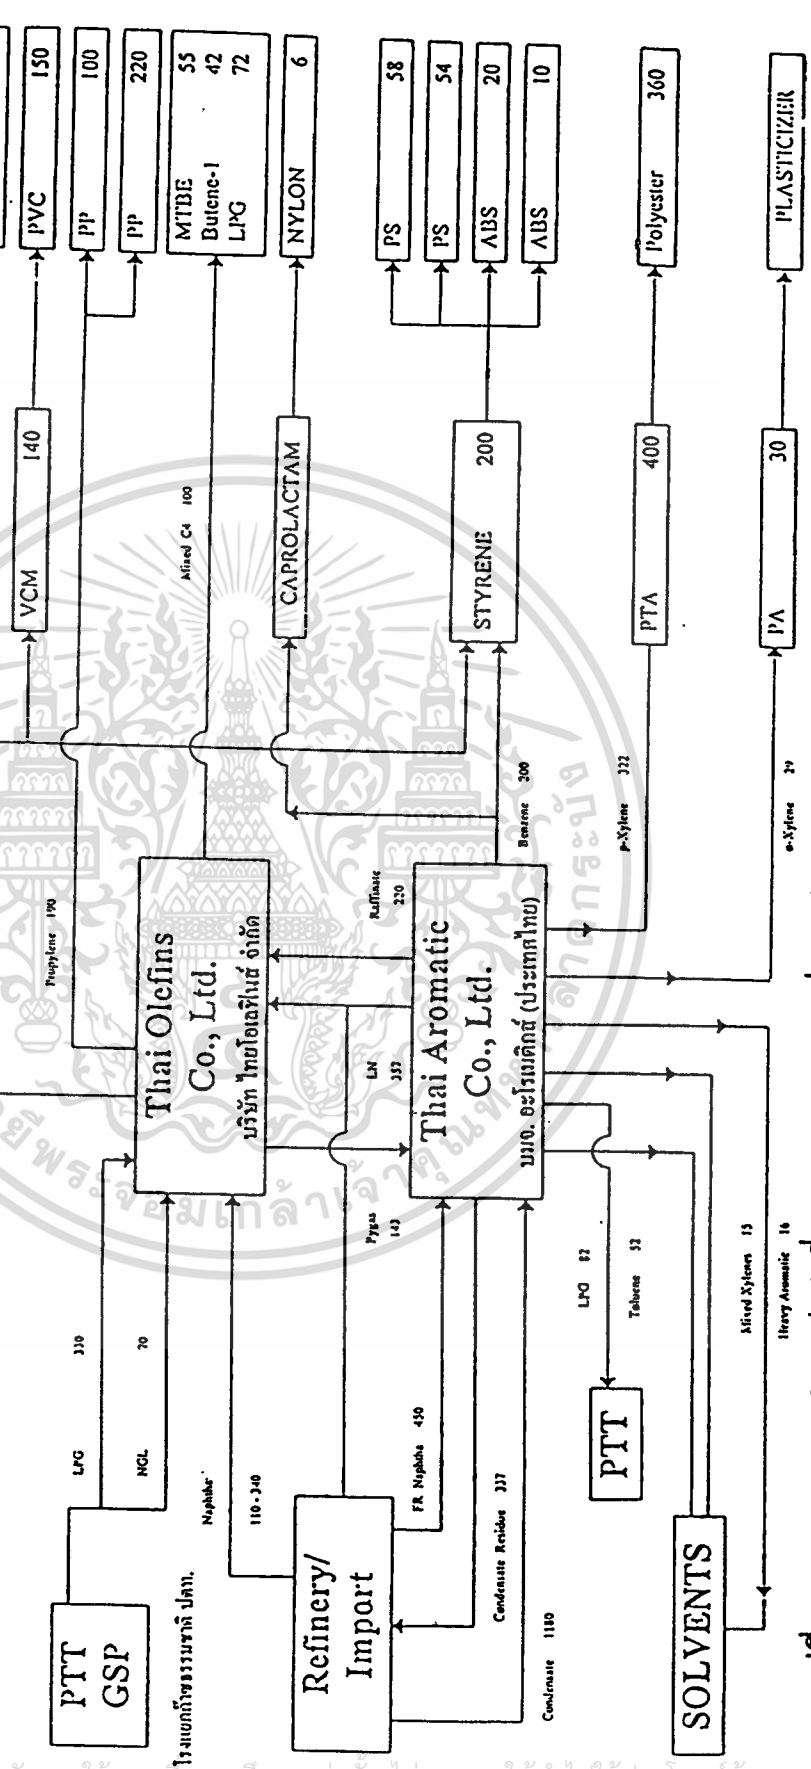 PVC 150
PP 100
PP 220
MTBE 55
Butene-1 42
LPG 72
NYLON 6
PS 58
PS 54
ABS 20
ABS 10
Polyester 360
PLASTICIZER
VCM 140
CAPROLACTAM
STYRENE 200
PTA 400
PA 30
Mixed C4 100
Propylene 190
Benzene 200
p-Xylene 322
o-Xylene 29
Raffinate
220
Thai Olefins
Co., Ltd.
บริษัท ไทยโอเลฟินส์ จำกัด
LN
352
Thai Aromatic
Co., Ltd.
บมจ. อะโรเมติกส์ (ประเทศไทย)
Pygas
143
LPG 330
NGL 70
Naphtha
110-340
FR Naphtha 450
Condensate Residue 337
Condensate 1180
LPG 82
Toluene 52
Mixed Xylenes 15
Heavy Aromatic 16
PTT
GSP
โรงแยกก๊าซธรรมชาติ ปตท.
Refinery/
Import
PTT
SOLVENTS